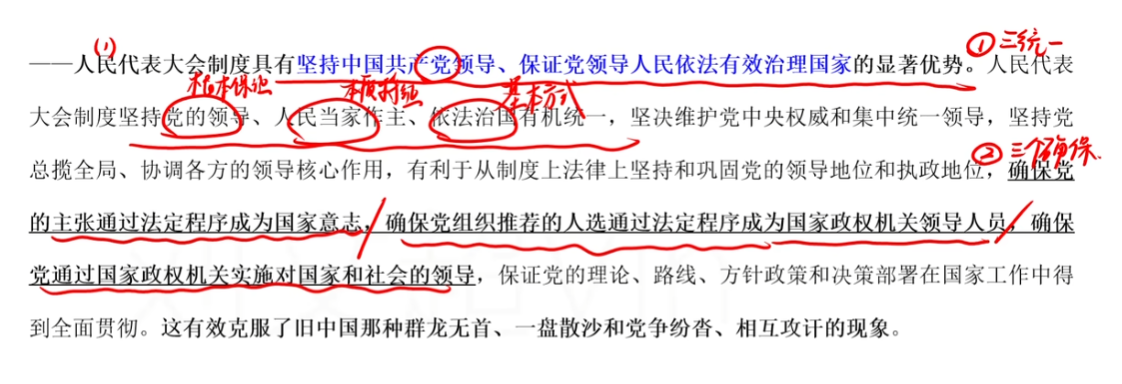 (1)
——人民代表大会制度具有坚持中国共产党领导、保证党领导人民依法有效治理国家的显著优势。人民代表
① 三统一
根本保证 本质特征 基本方式
大会制度坚持党的领导、人民当家作主、依法治国有机统一，坚决维护党中央权威和集中统一领导，坚持党
总揽全局、协调各方的领导核心作用，有利于从制度上法律上坚持和巩固党的领导地位和执政地位，确保党
② 三个确保
的主张通过法定程序成为国家意志，确保党组织推荐的人选通过法定程序成为国家政权机关领导人员，确保
党通过国家政权机关实施对国家和社会的领导，保证党的理论、路线、方针政策和决策部署在国家工作中得
到全面贯彻。这有效克服了旧中国那种群龙无首、一盘散沙和党争纷沓、相互攻讦的现象。